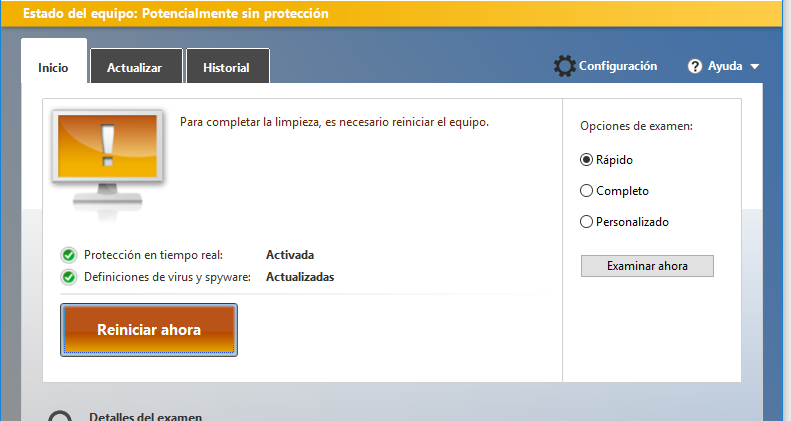 Estado del equipo: Potencialmente sin protección
Inicio
Actualizar
Historial
Configuración
? Ayuda
!
Para completar la limpieza, es necesario reiniciar el equipo.
Protección en tiempo real: Activada
Definiciones de virus y spyware: Actualizadas
Reiniciar ahora
Opciones de examen:
Rápido
Completo
Personalizado
Examinar ahora
Detalles del examen